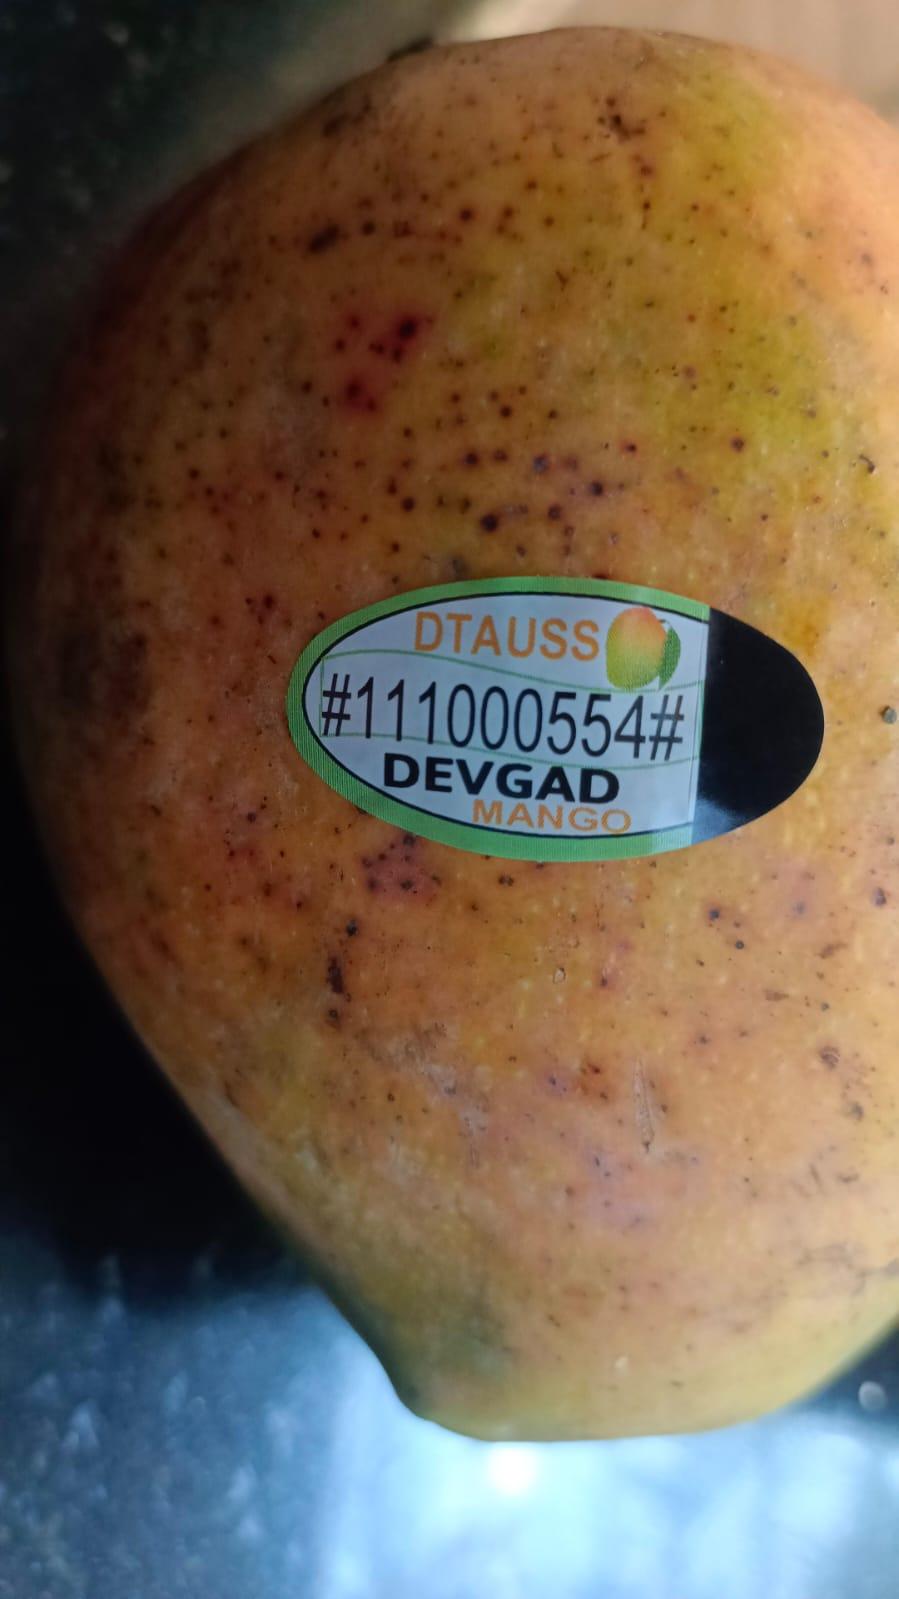 DTAUSS
#111000554#
DEVGAD
MANGO